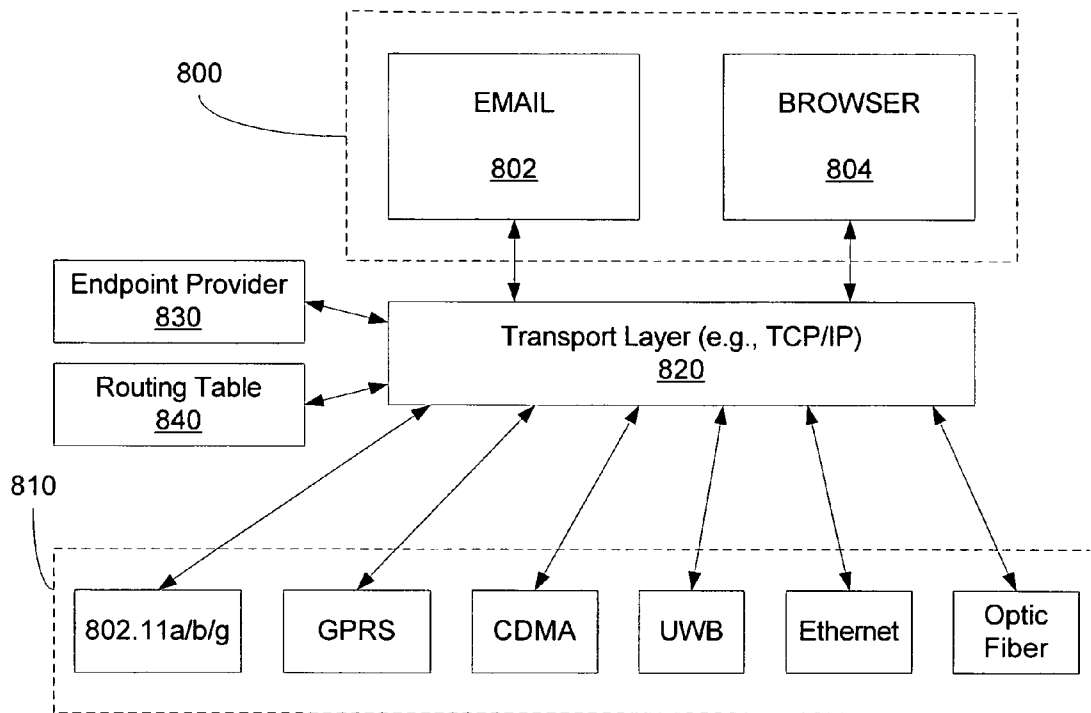 800
EMAIL
802
BROWSER
804
Endpoint Provider
830
Transport Layer (e.g., TCP/IP)
820
Routing Table
840
810
802.11a/b/g
GPRS
CDMA
UWB
Ethernet
Optic
Fiber